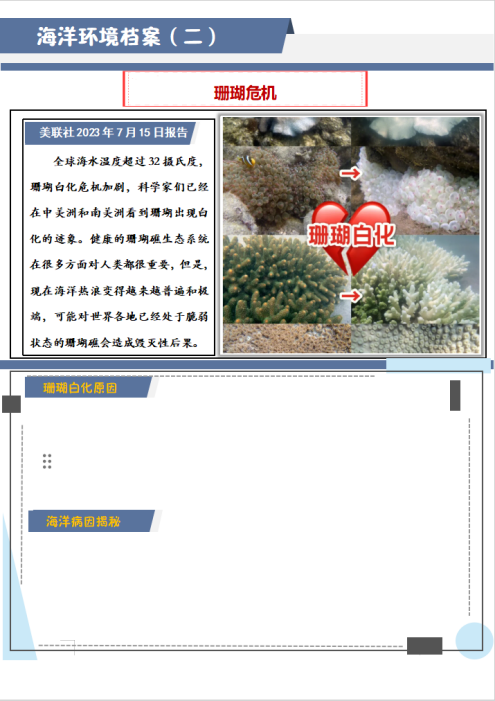 海洋环境档案（二）
珊瑚危机
美联社2023年7月15日报告
全球海水温度超过32摄氏度，
珊瑚白化危机加剧，科学家们已经
在中美洲和南美洲看到珊瑚出现白
化的迹象。健康的珊瑚礁生态系统
在很多方面对人类都很重要，但是，
现在海洋热浪变得越来越普遍和极
端，可能对世界各地已经处于脆弱
状态的珊瑚礁会造成毁灭性后果。
珊瑚白化
珊瑚白化原因
海洋病因揭秘